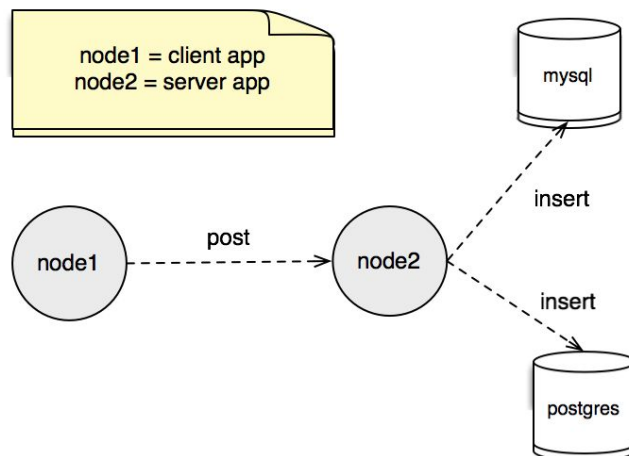 node1 = client app
node2 = server app
mysql
insert
post
node1
node2
insert
postgres